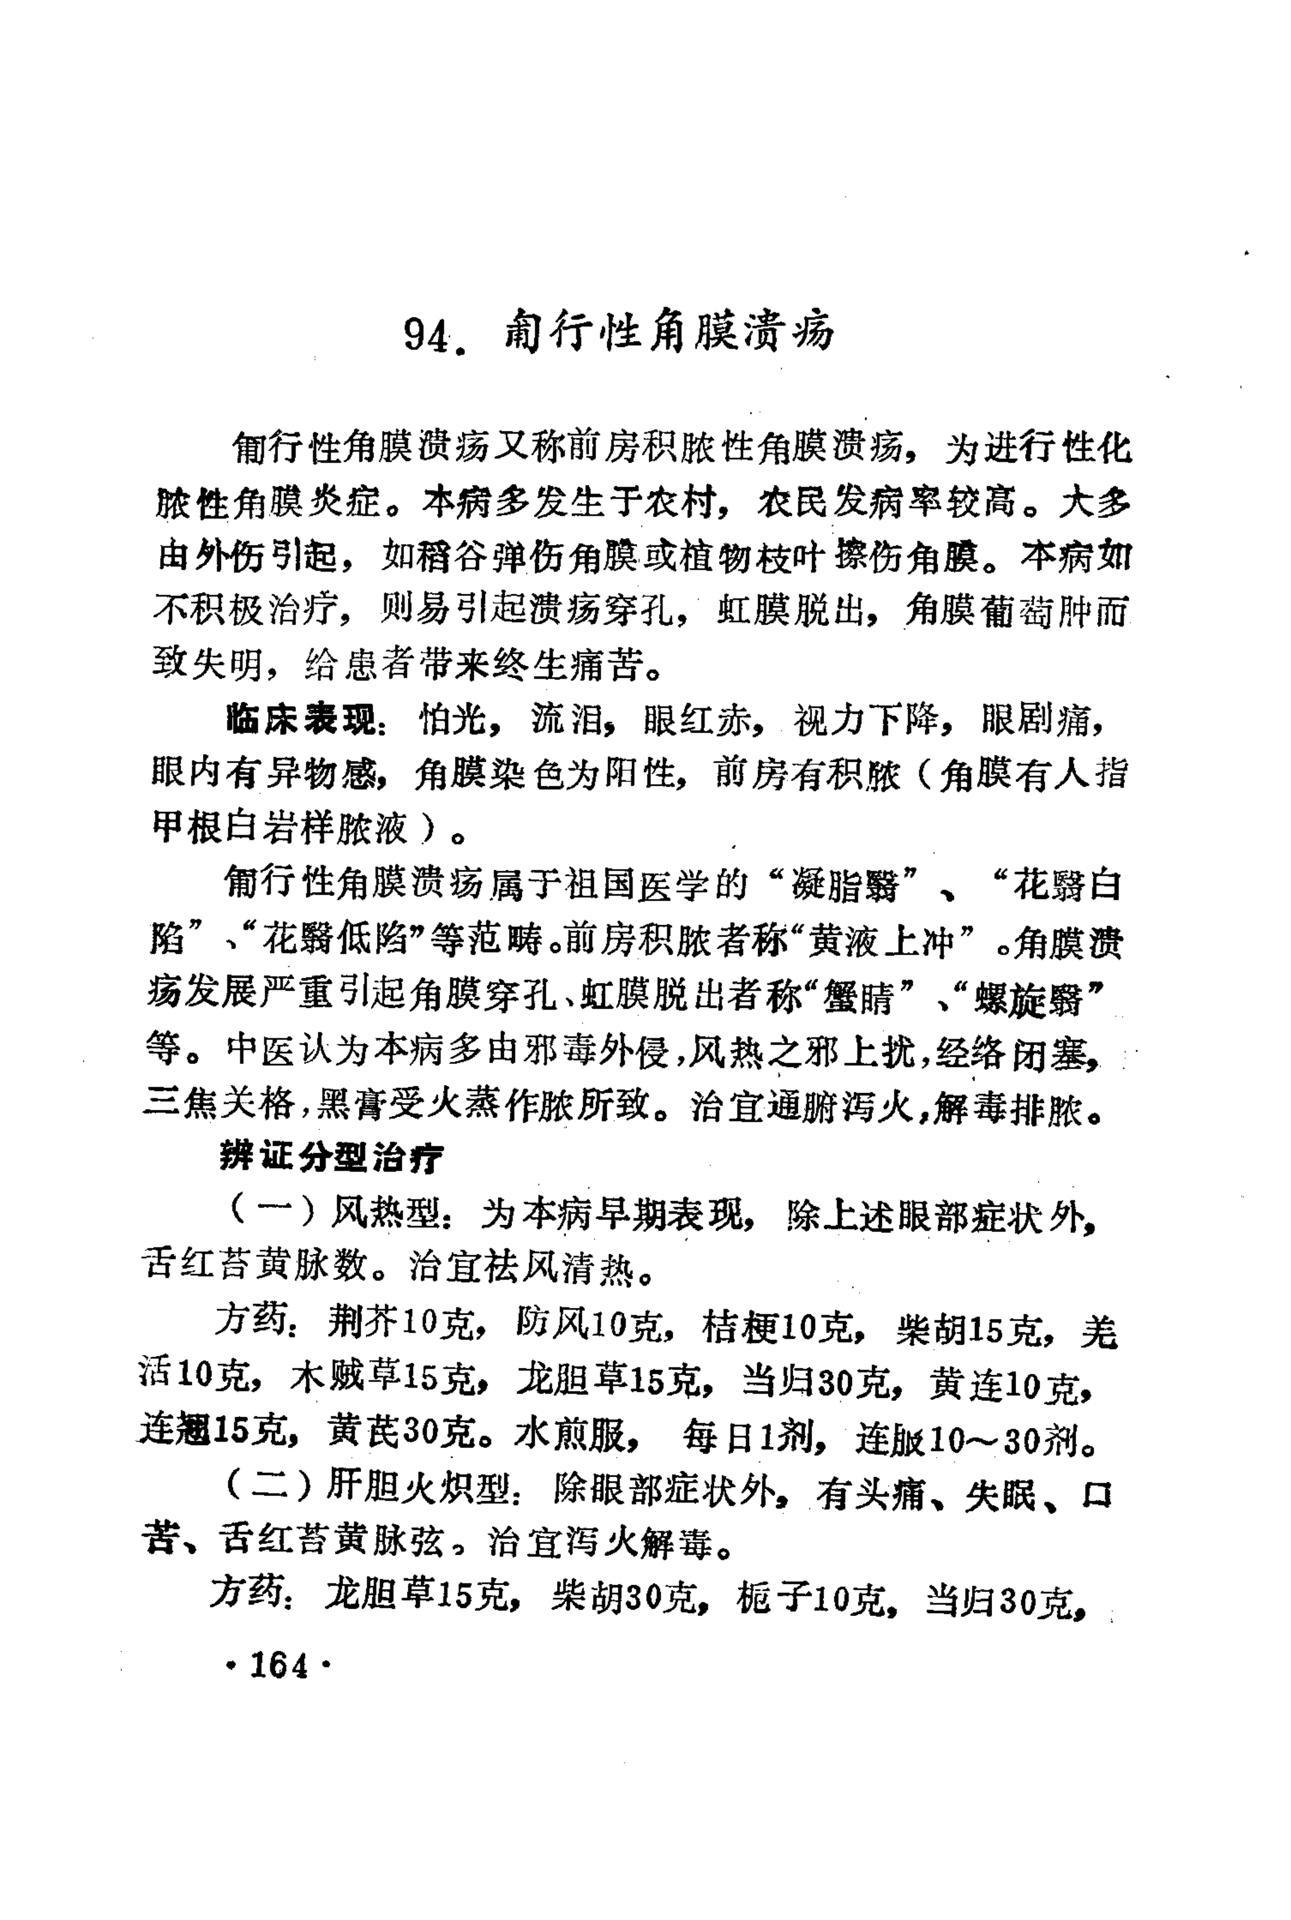 94．匍行性角膜溃疡
匍行性角膜溃疡又称前房积脓性角膜溃疡，为进行性化
脓性角膜炎症。本病多发生于农村，农民发病率较高。大多
由外伤引起，如稻谷弹伤角膜或植物枝叶擦伤角膜。本病如
不积极治疗，则易引起溃疡穿孔，虹膜脱出，角膜葡萄肿而
致失明，给患者带来终生痛苦。
临床表现：怕光，流泪，眼红赤，视力下降，眼剧痛，
眼内有异物感，角膜染色为阳性，前房有积脓（角膜有人指
甲根白岩样脓液）。
匍行性角膜溃疡属于祖国医学的“凝脂翳”、“花翳白
陷”、“花翳低陷”等范畴。前房积脓者称“黄液上冲”。角膜溃
疡发展严重引起角膜穿孔、虹膜脱出者称“蟹睛”、“螺旋翳”
等。中医认为本病多由邪毒外侵，风热之邪上扰，经络闭塞，
三焦关格，黑膏受火蒸作脓所致。治宜通腑泻火，解毒排脓。
辨证分型治疗
（一）风热型：为本病早期表现，除上述眼部症状外，
舌红苔黄脉数。治宜祛风清热。
方药：荆芥10克，防风10克，桔梗10克，柴胡15克，羌
活10克，木贼草15克，龙胆草15克，当归30克，黄连10克，
连翘15克，黄芪30克。水煎服，每日1剂，连服10～30剂。
（二）肝胆火炽型：除眼部症状外，有头痛、失眠、口
苦、舌红苔黄脉弦。治宜泻火解毒。
方药：龙胆草15克，柴胡30克，栀子10克，当归30克，
·164·